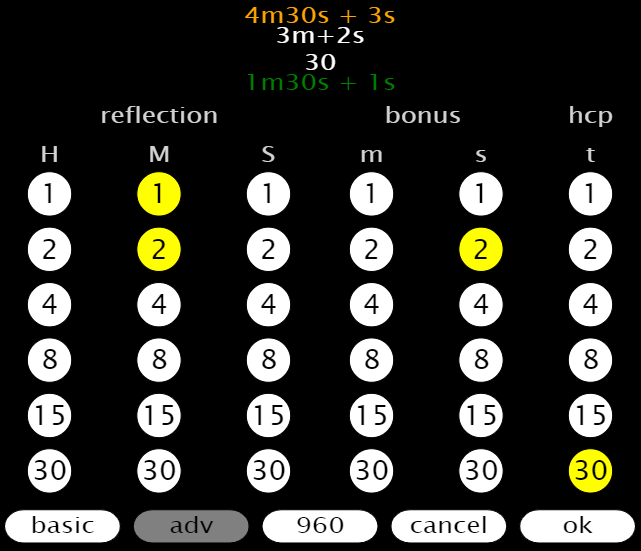 4m30s + 3s
3m+2s
30
1m30s + 1s
reflection bonus hcp
H M S m s t
1 1 1 1 1 1
2 2 2 2 2 2
4 4 4 4 4 4
8 8 8 8 8 8
15 15 15 15 15 15
30 30 30 30 30 30
basic adv 960 cancel ok